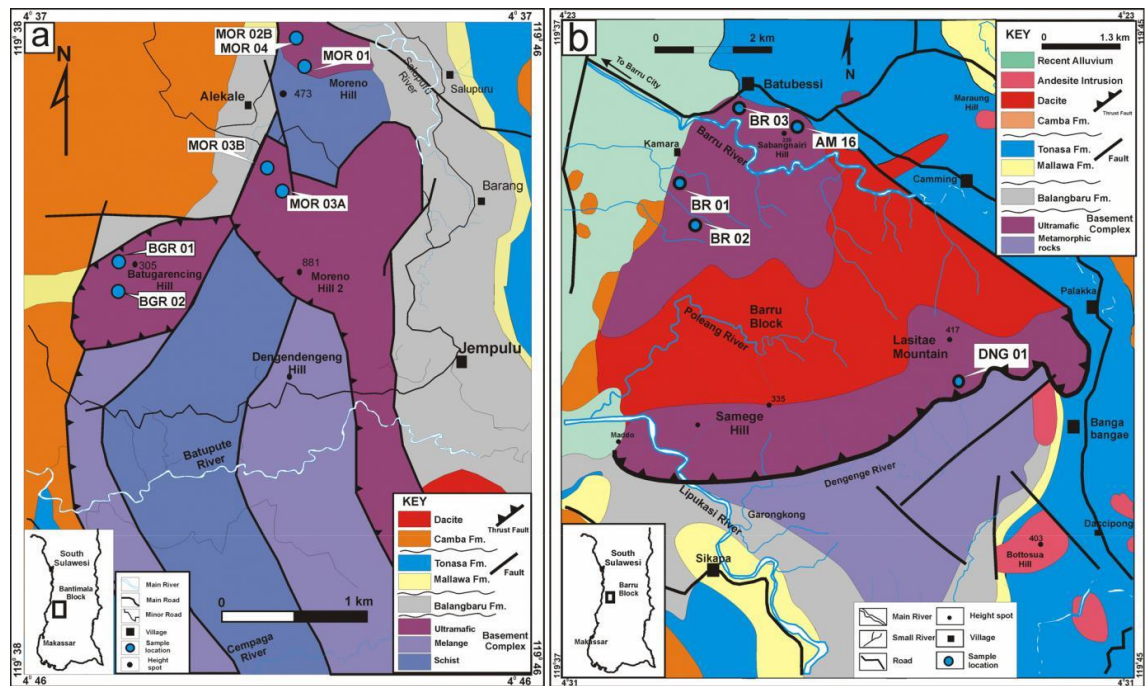 4° 37
4° 37
119° 38
119° 46
a
N
MOR 02B
MOR 04
MOR 01
Moreno
Hill
473
Salupuru
River
Salupuru
Alekale
MOR 03B
MOR 03A
Barang
BGR 01
305
Batugarencing
Hill
BGR 02
881
Moreno
Hill 2
Jempulu
Dengendengeng
Hill
Batupute
River
Cempaga
River
KEY
Dacite
Thrust Fault
Camba Fm.
Tonasa Fm.
Fault
Mallawa Fm.
Balangbaru Fm.
Ultramafic
Basement
Complex
Melange
Schist
0
1 km
South
Sulawesi
Bantimala
Block
Makassar
Main River
Main Road
Minor Road
Village
Sample
location
Height
spot
119° 38
119° 46
4° 46
4° 46
4° 23
4° 23
119° 37
119° 45
b
0
2 km
N
To Barru City
Batubessi
BR 03
Sabangnairi
Hill
AM 16
Maraung
Hill
Kamara
Barru River
Camming
BR 01
BR 02
Palakka
Poleang River
Barru
Block
417
Lasitae
Mountain
DNG 01
335
Samege
Hill
Maddo
Banga
bangae
Dengenge River
Lipukasi River
Garongkong
Sikapa
Daccipong
403
Bottosua
Hill
KEY
0
1.3 km
Recent Alluvium
Andesite Intrusion
Dacite
Thrust Fault
Camba Fm.
Tonasa Fm.
Fault
Mallawa Fm.
Balangbaru Fm.
Ultramafic
Basement
Complex
Metamorphic
rocks
South
Sulawesi
Barru
Block
Makassar
Main River
Height spot
Small River
Village
Road
Sample
location
119° 37
119° 45
4° 31
4° 31